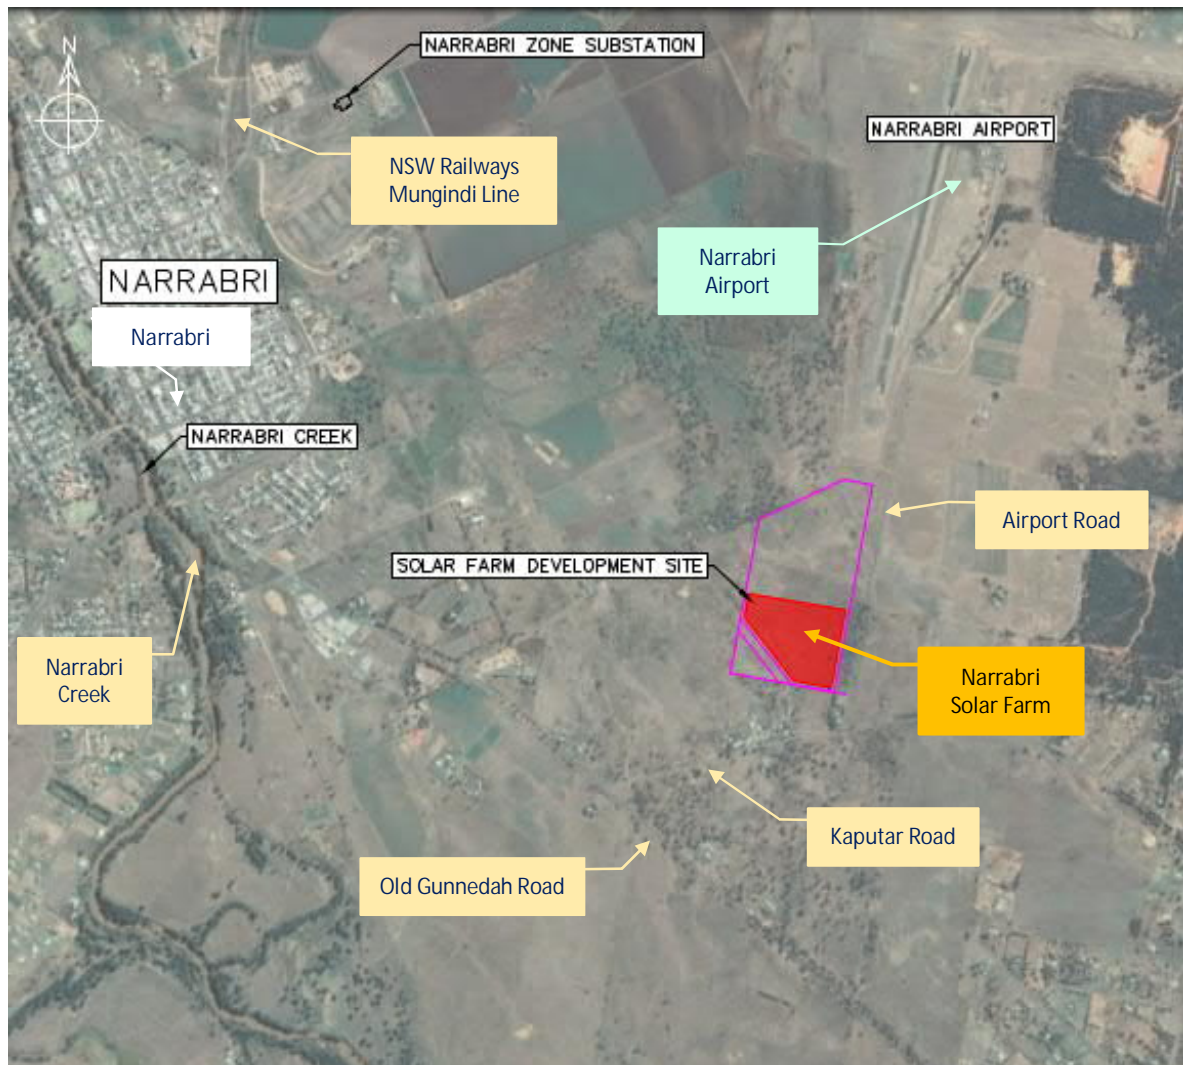 N
NARRABRI ZONE SUBSTATION
NARRABRI AIRPORT
NSW Railways
Mungindi Line
Narrabri
Airport
NARRABRI
Narrabri
NARRABRI CREEK
Airport Road
SOLAR FARM DEVELOPMENT SITE
Narrabri
Creek
Narrabri
Solar Farm
Kaputar Road
Old Gunnedah Road